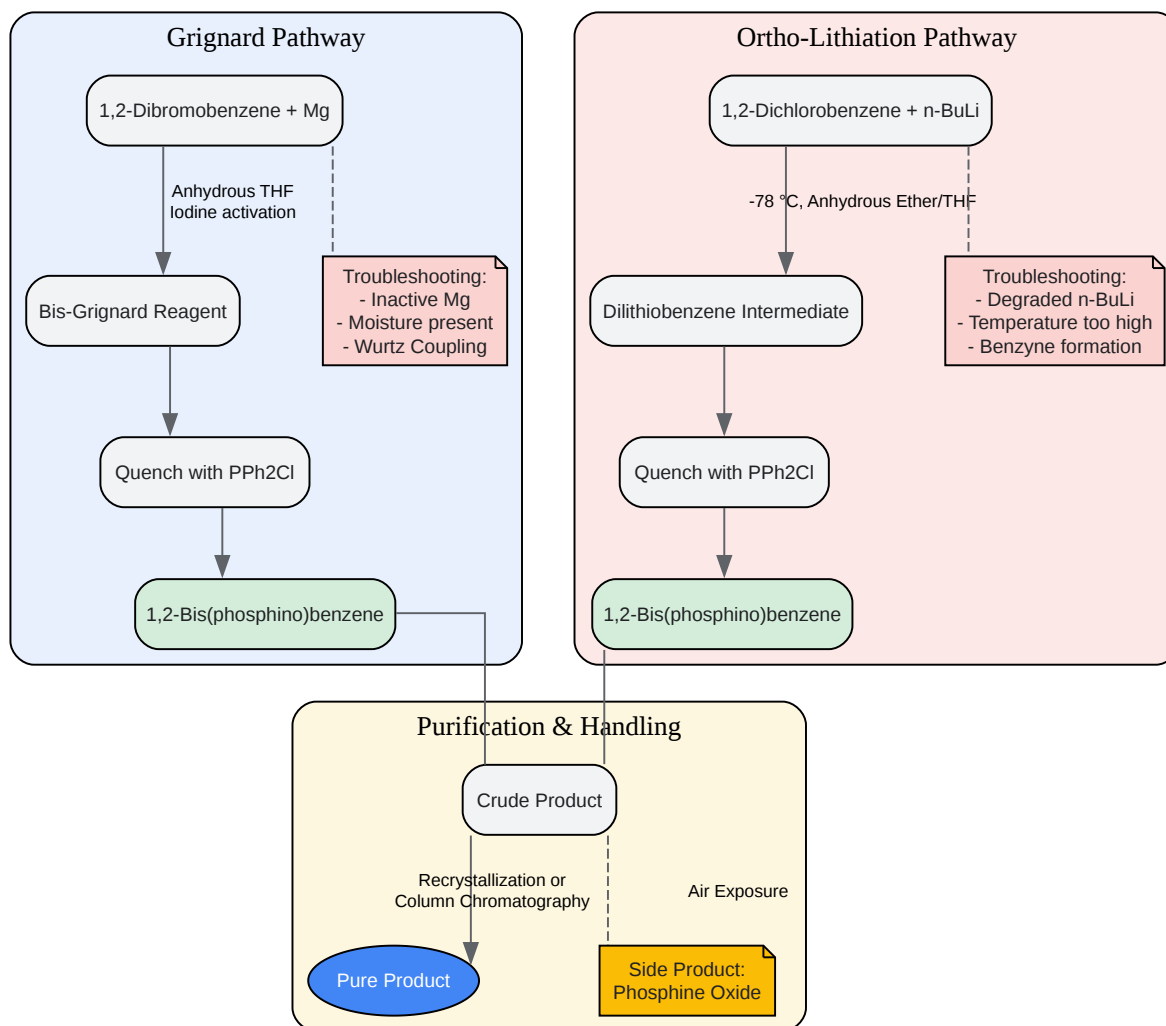 Grignard Pathway
1,2-Dibromobenzene + Mg
Anhydrous THF
Iodine activation
Bis-Grignard Reagent
Troubleshooting:
- Inactive Mg
- Moisture present
- Wurtz Coupling
Quench with PPh2Cl
1,2-Bis(phosphino)benzene
Ortho-Lithiation Pathway
1,2-Dichlorobenzene + n-BuLi
-78 °C, Anhydrous Ether/THF
Dilithiobenzene Intermediate
Troubleshooting:
- Degraded n-BuLi
- Temperature too high
- Benzyne formation
Quench with PPh2Cl
1,2-Bis(phosphino)benzene
Purification & Handling
Crude Product
Recrystallization or
Column Chromatography
Air Exposure
Pure Product
Side Product:
Phosphine Oxide